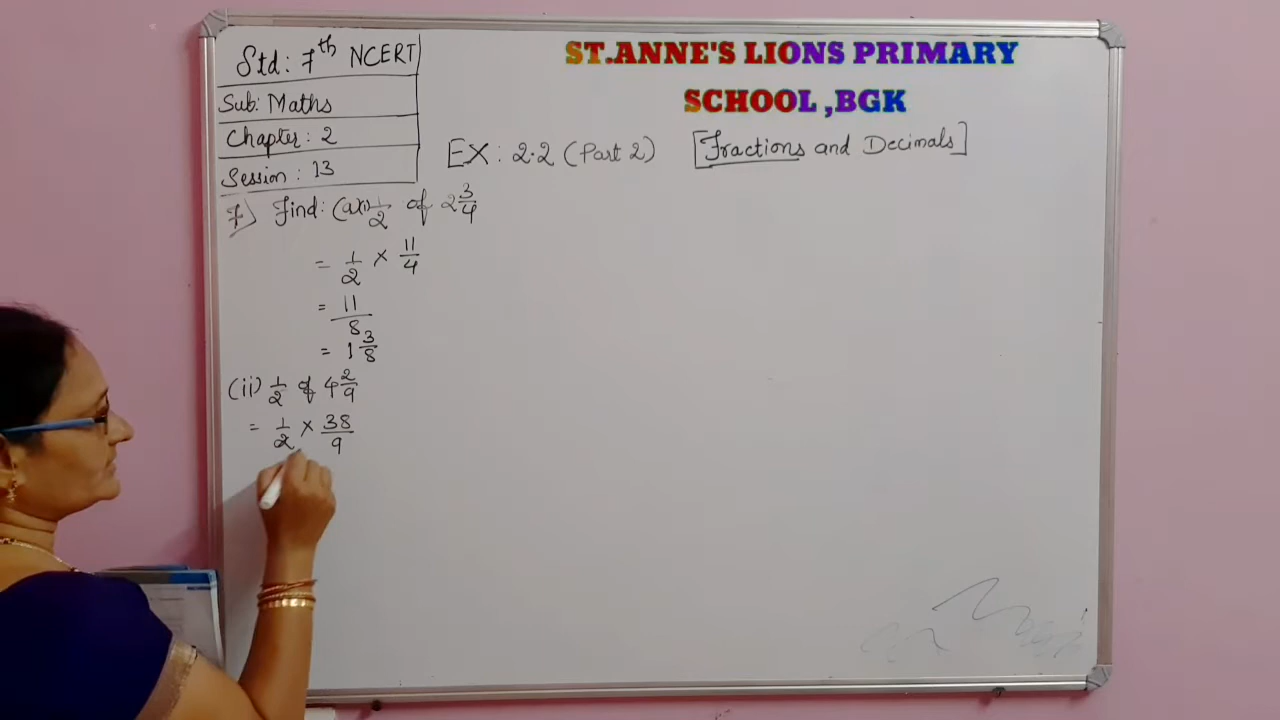 Std: 7th NCERT
Sub: Maths
Chapter: 2
Session: 13
ST.ANNE'S LIONS PRIMARY
SCHOOL ,BGK
EX: 2.2 (Part 2) [Fractions and Decimals]
7) Find: (a)(i) 1/2 of 2 3/4
= 1/2 × 11/4
= 11/8
= 1 3/8
(ii) 1/2 of 4 2/9
= 1/2 × 38/9